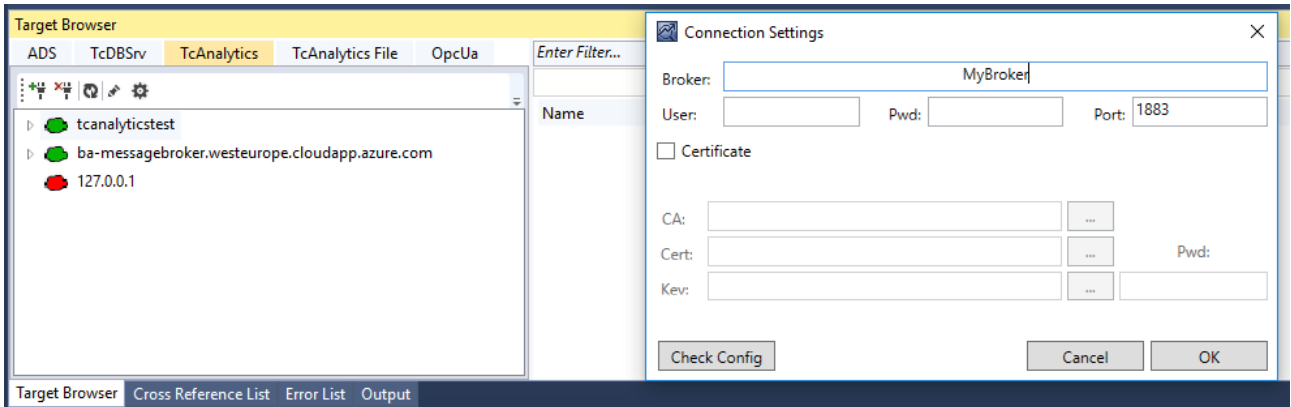 Target Browser
ADS TcDBSrv TcAnalytics TcAnalytics File OpcUa
Enter Filter...
Name
tcanalyticstest
ba-messagebroker.westeurope.cloudapp.azure.com
127.0.0.1
Target Browser Cross Reference List Error List Output
Connection Settings
Broker: MyBroker
User: Pwd: Port: 1883
Certificate
CA: ...
Cert: ... Pwd:
Key: ...
Check Config Cancel OK